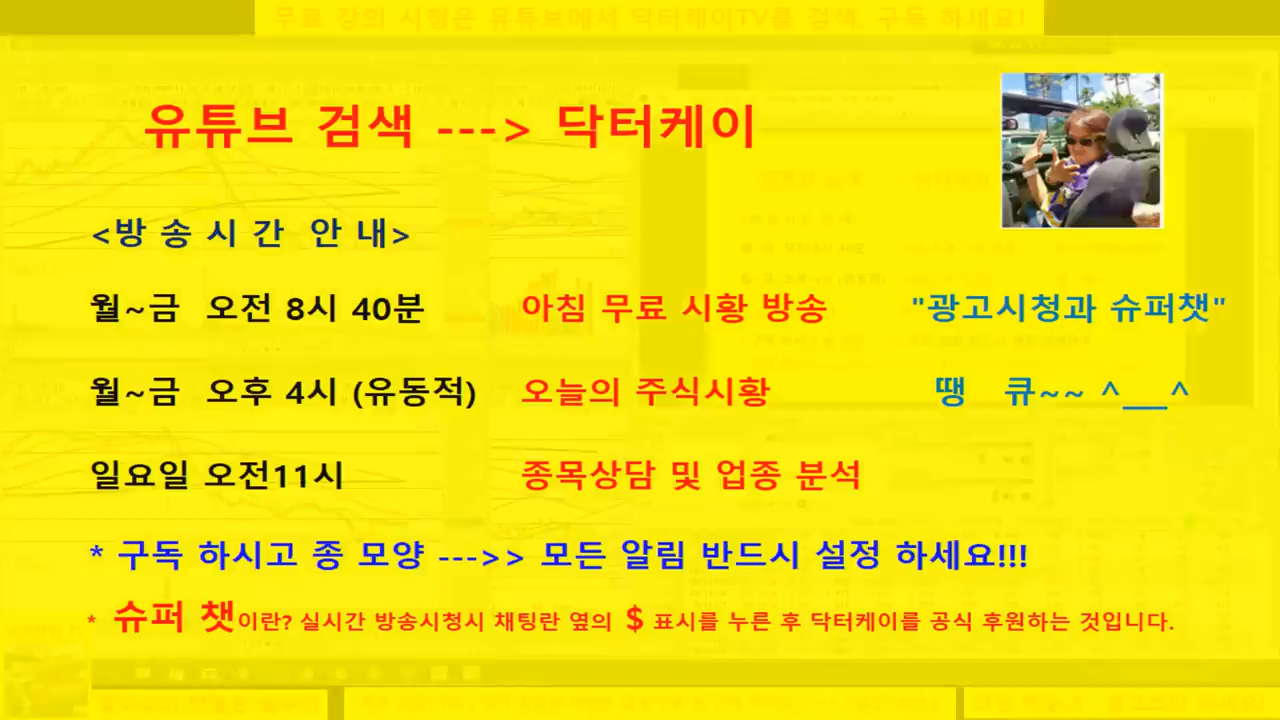 무료 강의 시청은 유튜브에서 닥터케이TV를 검색, 구독 하세요!
유튜브 검색 ---> 닥터케이
<방 송 시 간 안 내>
월~금 오전 8시 40분 아침 무료 시황 방송 "광고시청과 슈퍼챗"
월~금 오후 4시 (유동적) 오늘의 주식시황 땡 큐~~ ^__^
일요일 오전11시 종목상담 및 업종 분석
* 구독 하시고 종 모양 --->> 모든 알림 반드시 설정 하세요!!!
* 슈퍼 챗이란? 실시간 방송시청시 채팅란 옆의 $ 표시를 누른 후 닥터케이를 공식 후원하는 것입니다.